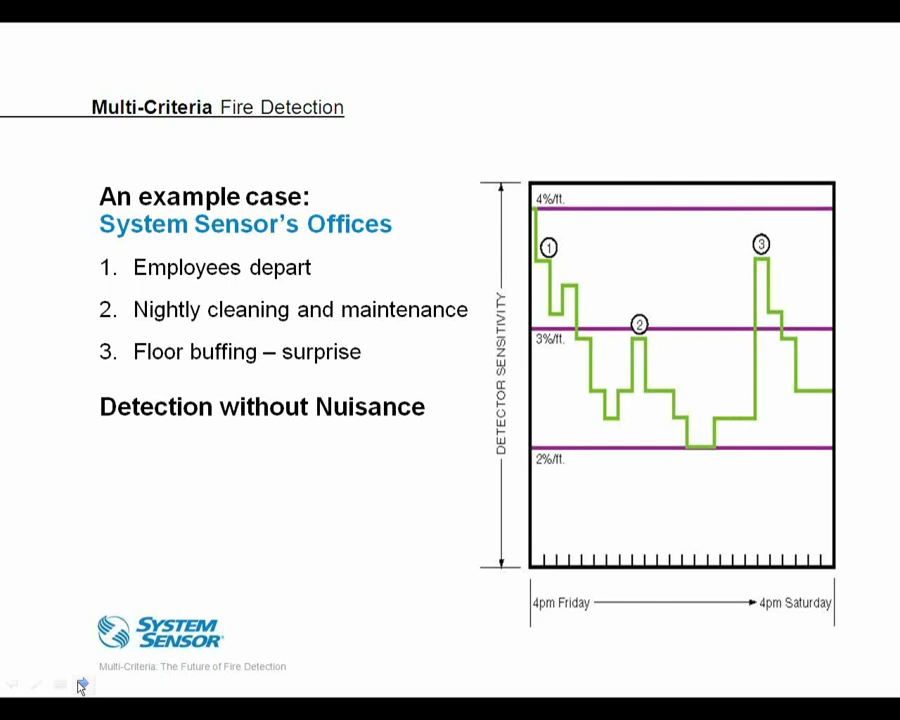 Multi-Criteria Fire Detection
An example case:
System Sensor's Offices
1. Employees depart
2. Nightly cleaning and maintenance
3. Floor buffing – surprise
Detection without Nuisance
DETECTOR SENSITIVITY
4%/ft.
1
3
2
3%/ft.
2%/ft.
4pm Friday
4pm Saturday
SYSTEM
SENSOR
Multi-Criteria: The Future of Fire Detection